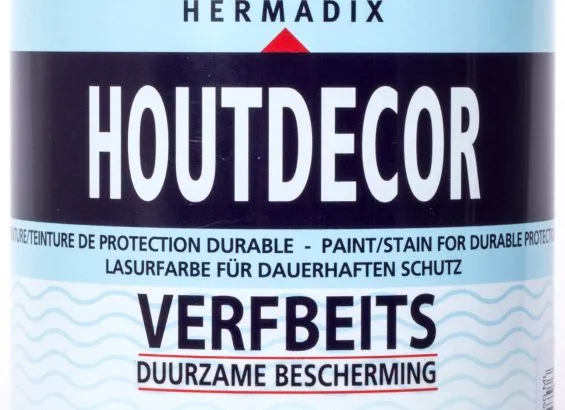 HERMADIX
HOUTDECOR
TEINTURE DE PROTECTION DURABLE - PAINT/STAIN FOR DURABLE
LASURFARBE FÜR DAUERHAFTEN SCHUTZ
VERFBEITS
DUURZAME BESCHERMING